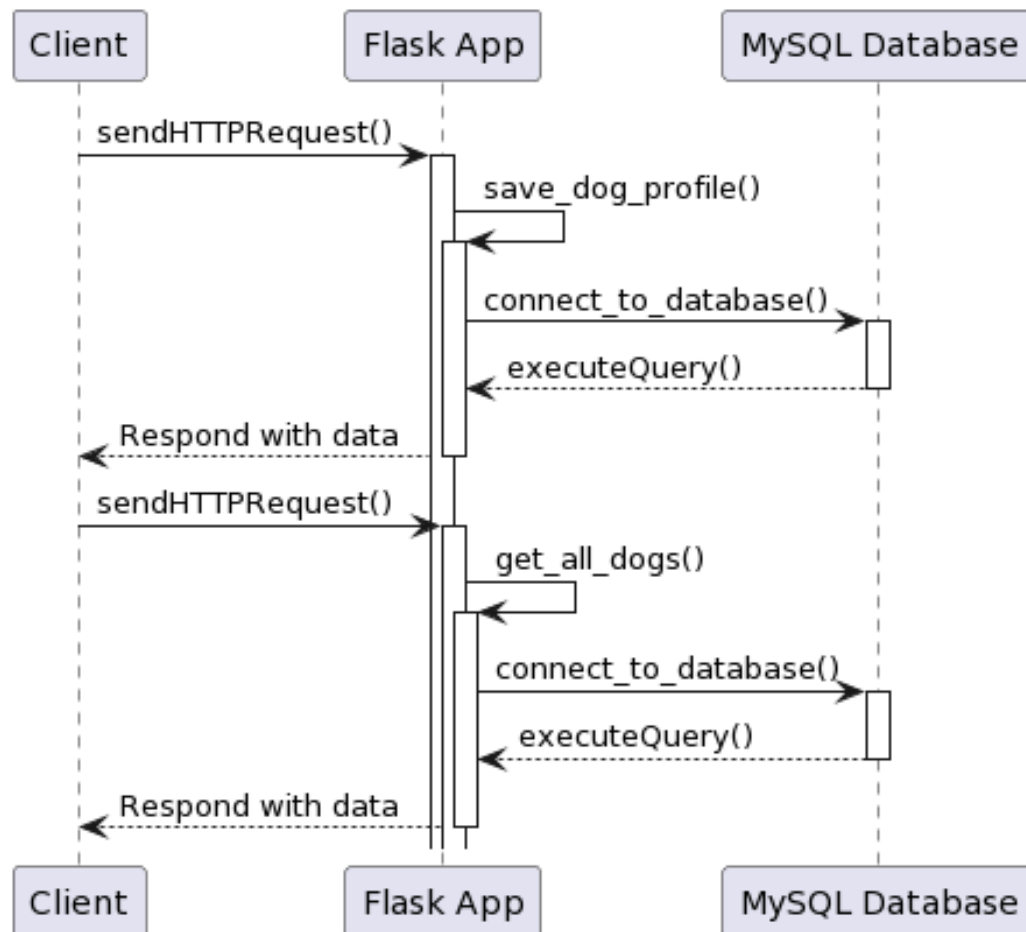 Client Flask App MySQL Database
sendHTTPRequest()
save_dog_profile()
connect_to_database()
executeQuery()
Respond with data
sendHTTPRequest()
get_all_dogs()
connect_to_database()
executeQuery()
Respond with data
Client Flask App MySQL Database